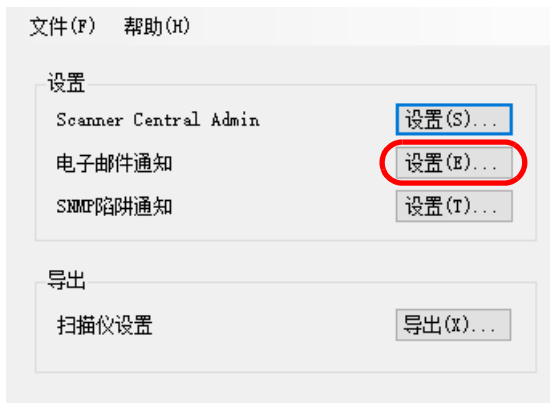 文件(F) 帮助(H)
设置
Scanner Central Admin 设置(S)...
电子邮件通知 设置(E)...
SNMP陷阱通知 设置(T)...
导出
扫描仪设置 导出(X)...